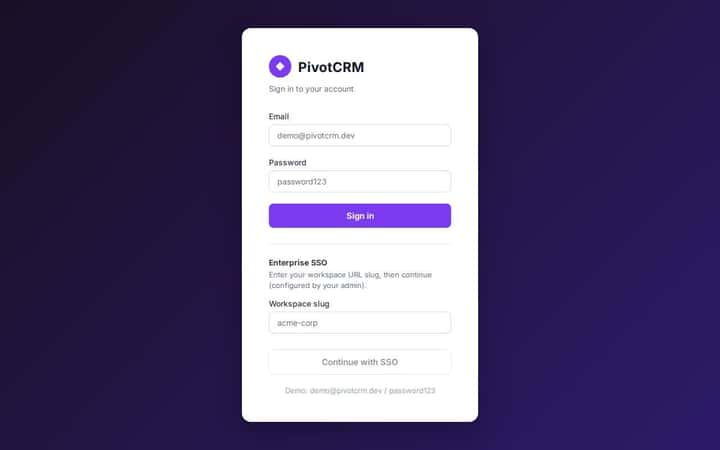 PivotCRM
Sign in to your account
Email
demo@pivotcrm.dev
Password
password123
Sign in
Enterprise SSO
Enter your workspace URL slug, then continue
(configured by your admin).
Workspace slug
acme-corp
Continue with SSO
Demo: demo@pivotcrm.dev / password123